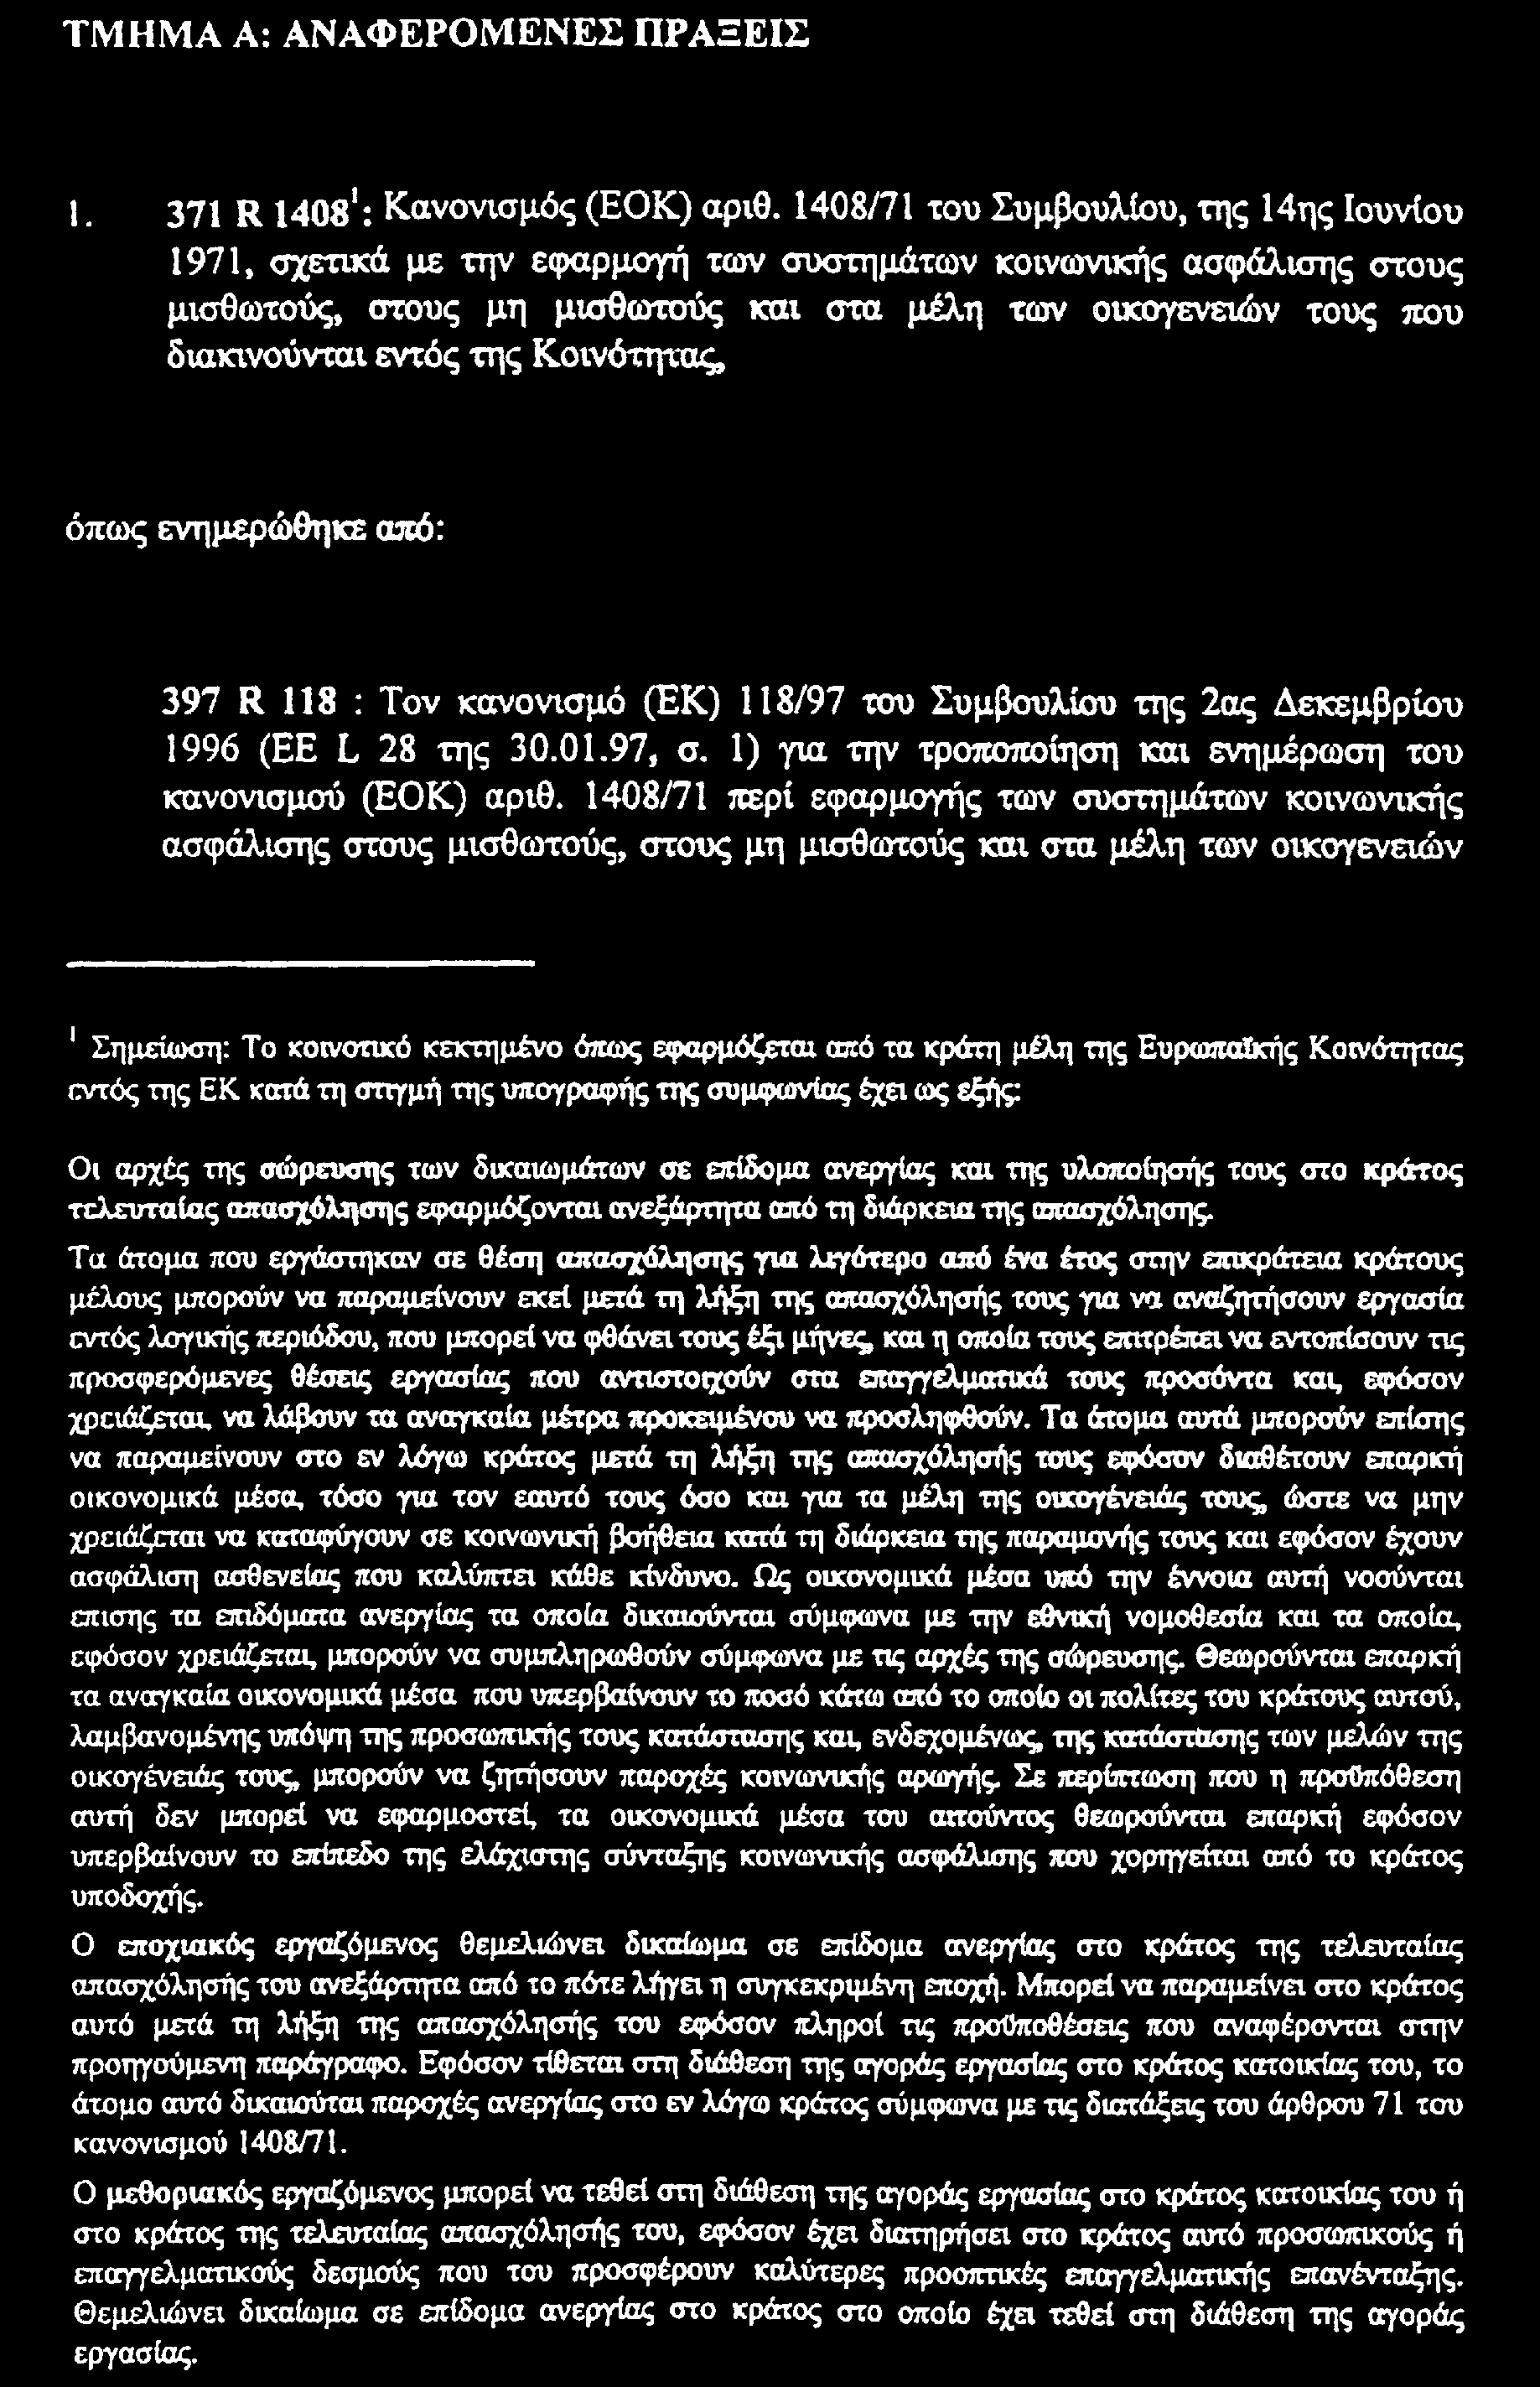 ΤΜΗΜΑ Α: ΑΝΑΦΕΡΟΜΕΝΕΣ ΠΡΑΞΕΙΣ
1. 371 R 1408¹: Κανονισμός (ΕΟΚ) αριθ. 1408/71 του Συμβουλίου, της 14ης Ιουνίου
1971, σχετικά με την εφαρμογή των συστημάτων κοινωνικής ασφάλισης στους
μισθωτούς, στους μη μισθωτούς και στα μέλη των οικογενειών τους που
διακινούνται εντός της Κοινότητας,
όπως ενημερώθηκε από:
397 R 118 : Τον κανονισμό (ΕΚ) 118/97 του Συμβουλίου της 2ας Δεκεμβρίου
1996 (ΕΕ L 28 της 30.01.97, σ. 1) για την τροποποίηση και ενημέρωση του
κανονισμού (ΕΟΚ) αριθ. 1408/71 περί εφαρμογής των συστημάτων κοινωνικής
ασφάλισης στους μισθωτούς, στους μη μισθωτούς και στα μέλη των οικογενειών
¹ Σημείωση: Το κοινοτικό κεκτημένο όπως εφαρμόζεται από τα κράτη μέλη της Ευρωπαϊκής Κοινότητας
εντός της ΕΚ κατά τη στιγμή της υπογραφής της συμφωνίας έχει ως εξής:
Οι αρχές της σώρευσης των δικαιωμάτων σε επίδομα ανεργίας και της υλοποίησής τους στο κράτος
τελευταίας απασχόλησης εφαρμόζονται ανεξάρτητα από τη διάρκεια της απασχόλησης.
Τα άτομα που εργάστηκαν σε θέση απασχόλησης για λιγότερο από ένα έτος στην επικράτεια κράτους
μέλους μπορούν να παραμείνουν εκεί μετά τη λήξη της απασχόλησής τους για να αναζητήσουν εργασία
εντός λογικής περιόδου, που μπορεί να φθάνει τους έξι μήνες, και η οποία τους επιτρέπει να εντοπίσουν τις
προσφερόμενες θέσεις εργασίας που αντιστοιχούν στα επαγγελματικά τους προσόντα και, εφόσον
χρειάζεται, να λάβουν τα αναγκαία μέτρα προκειμένου να προσληφθούν. Τα άτομα αυτά μπορούν επίσης
να παραμείνουν στο εν λόγω κράτος μετά τη λήξη της απασχόλησής τους εφόσον διαθέτουν επαρκή
οικονομικά μέσα, τόσο για τον εαυτό τους όσο και για τα μέλη της οικογένειάς τους, ώστε να μην
χρειάζεται να καταφύγουν σε κοινωνική βοήθεια κατά τη διάρκεια της παραμονής τους και εφόσον έχουν
ασφάλιση ασθενείας που καλύπτει κάθε κίνδυνο. Ως οικονομικά μέσα υπό την έννοια αυτή νοούνται
επισης τα επιδόματα ανεργίας τα οποία δικαιούνται σύμφωνα με την εθνική νομοθεσία και τα οποία,
εφόσον χρειάζεται, μπορούν να συμπληρωθούν σύμφωνα με τις αρχές της σώρευσης. Θεωρούνται επαρκή
τα αναγκαία οικονομικά μέσα που υπερβαίνουν το ποσό κάτω από το οποίο οι πολίτες του κράτους αυτού,
λαμβανομένης υπόψη της προσωπικής τους κατάστασης και, ενδεχομένως, της κατάστασης των μελών της
οικογένειάς τους, μπορούν να ζητήσουν παροχές κοινωνικής αρωγής. Σε περίπτωση που η προϋπόθεση
αυτή δεν μπορεί να εφαρμοστεί, τα οικονομικά μέσα του αιτούντος θεωρούνται επαρκή εφόσον
υπερβαίνουν το επίπεδο της ελάχιστης σύνταξης κοινωνικής ασφάλισης που χορηγείται από το κράτος
υποδοχής.
Ο εποχιακός εργαζόμενος θεμελιώνει δικαίωμα σε επίδομα ανεργίας στο κράτος της τελευταίας
απασχόλησής του ανεξάρτητα από το πότε λήγει η συγκεκριμένη εποχή. Μπορεί να παραμείνει στο κράτος
αυτό μετά τη λήξη της απασχόλησής του εφόσον πληροί τις προϋποθέσεις που αναφέρονται στην
προηγούμενη παράγραφο. Εφόσον τίθεται στη διάθεση της αγοράς εργασίας στο κράτος κατοικίας του, το
άτομο αυτό δικαιούται παροχές ανεργίας στο εν λόγω κράτος σύμφωνα με τις διατάξεις του άρθρου 71 του
κανονισμού 1408/71.
Ο μεθοριακός εργαζόμενος μπορεί να τεθεί στη διάθεση της αγοράς εργασίας στο κράτος κατοικίας του ή
στο κράτος της τελευταίας απασχόλησής του, εφόσον έχει διατηρήσει στο κράτος αυτό προσωπικούς ή
επαγγελματικούς δεσμούς που του προσφέρουν καλύτερες προοπτικές επαγγελματικής επανένταξης.
Θεμελιώνει δικαίωμα σε επίδομα ανεργίας στο κράτος στο οποίο έχει τεθεί στη διάθεση της αγοράς
εργασίας.